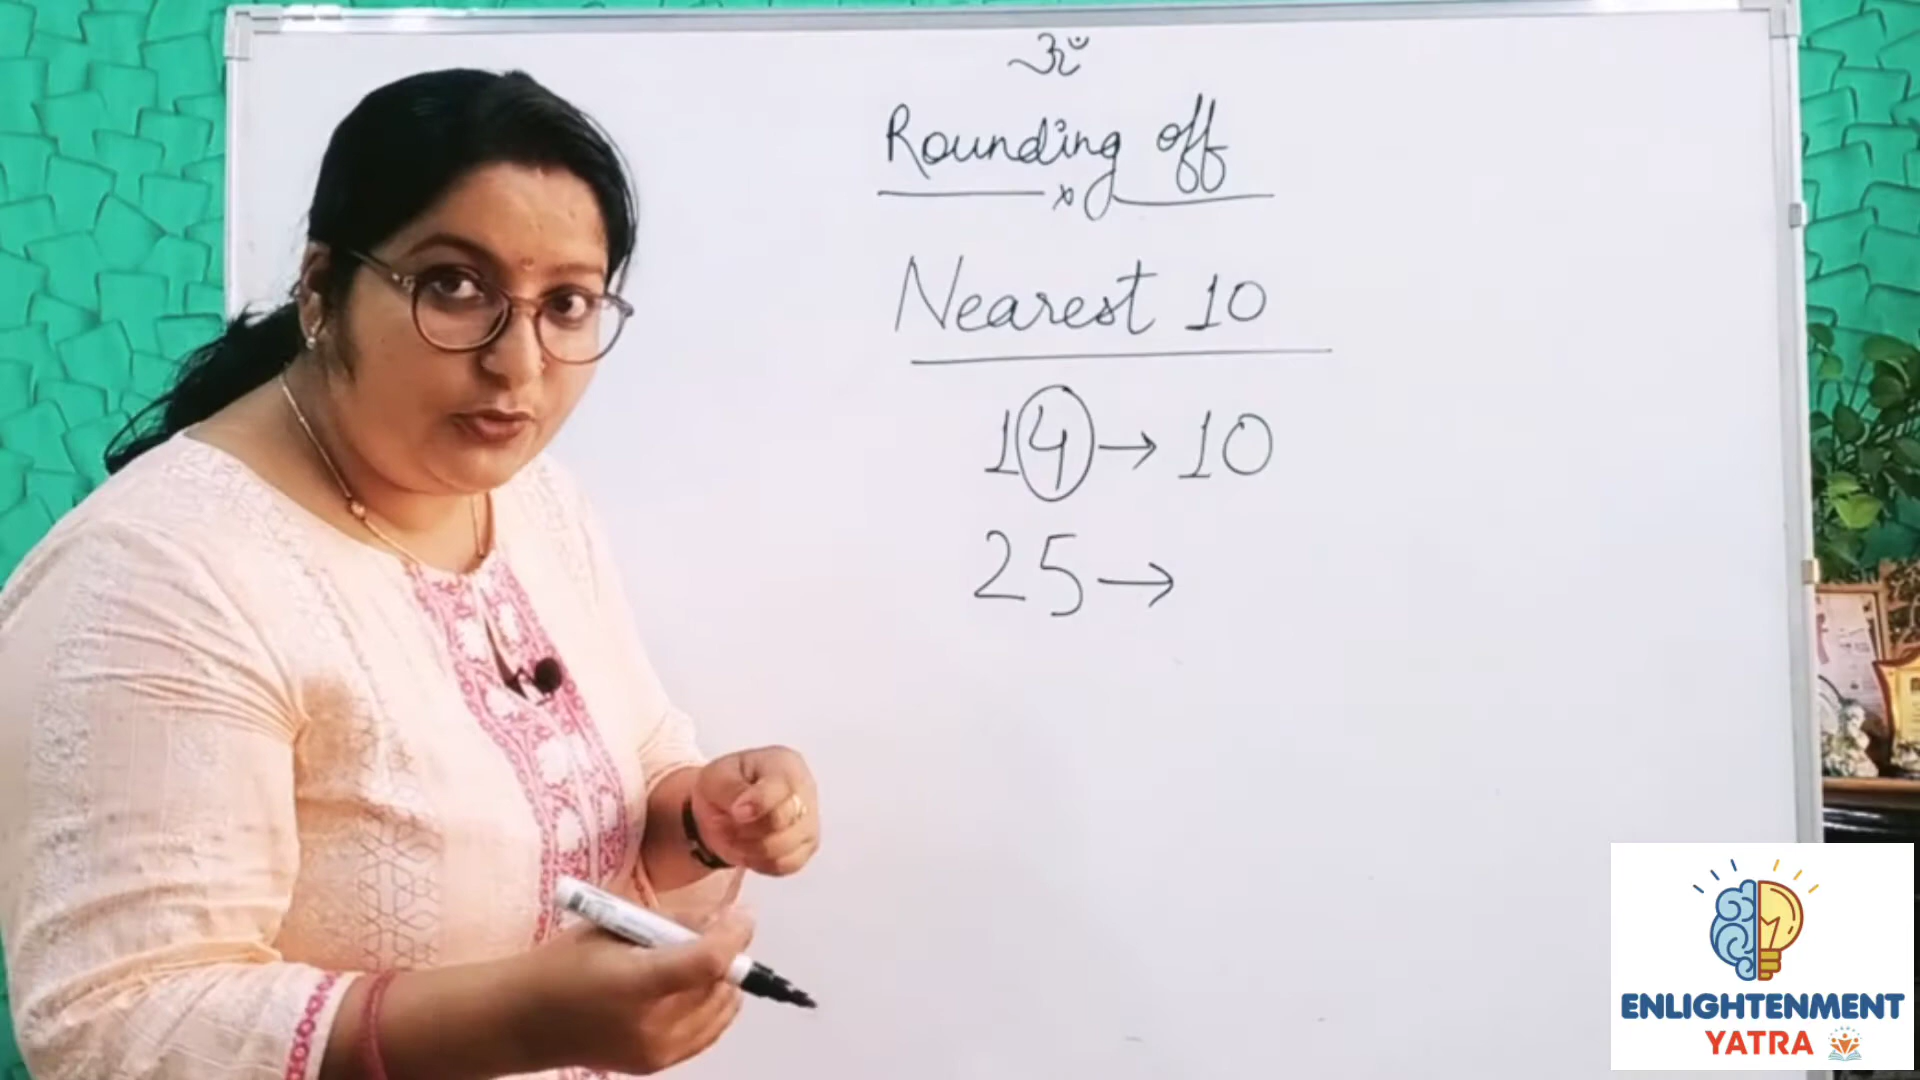 ॐ
Rounding off
Nearest 10
14 → 10
25 →
ENLIGHTENMENT
YATRA